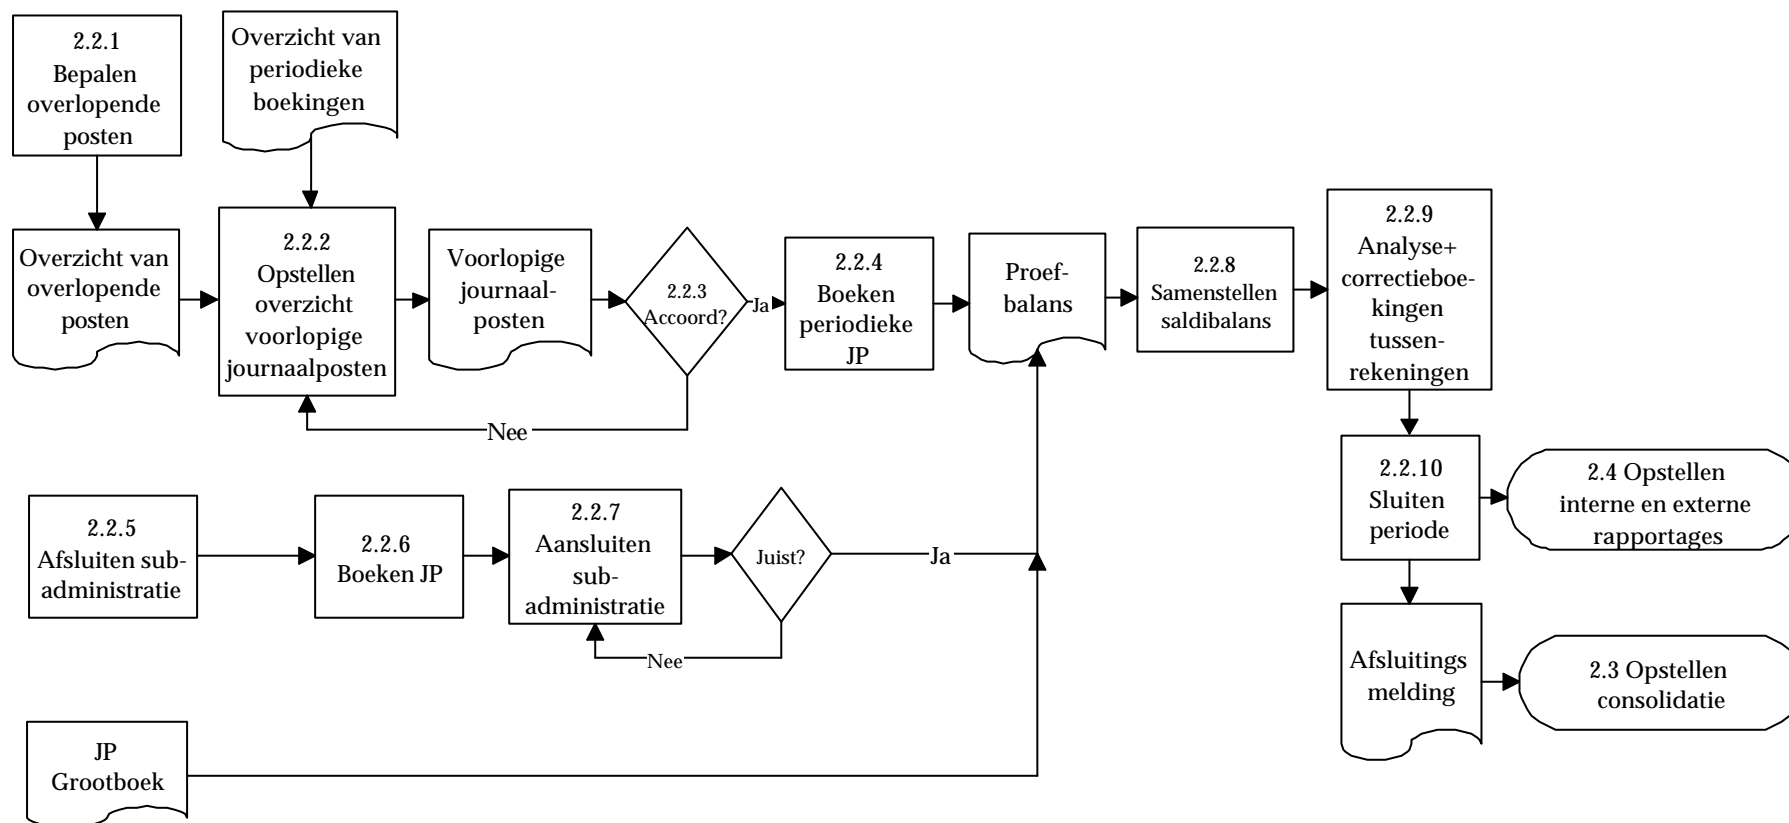 2.2.1
Bepalen
overlopende
posten
Overzicht van
periodieke
boekingen
Overzicht van
overlopende
posten
2.2.2
Opstellen
overzicht
voorlopige
journaalposten
Voorlopige
journaal-
posten
2.2.3
Accoord?
Ja
Nee
2.2.4
Boeken
periodieke
JP
Proef-
balans
2.2.8
Samenstellen
saldibalans
2.2.9
Analyse+
correctieboe-
kingen
tussen-
rekeningen
2.2.10
Sluiten
periode
2.4 Opstellen
interne en externe
rapportages
2.2.5
Afsluiten sub-
administratie
2.2.6
Boeken JP
2.2.7
Aansluiten
sub-
administratie
Juist?
Ja
Nee
Afsluitings
melding
2.3 Opstellen
consolidatie
JP
Grootboek